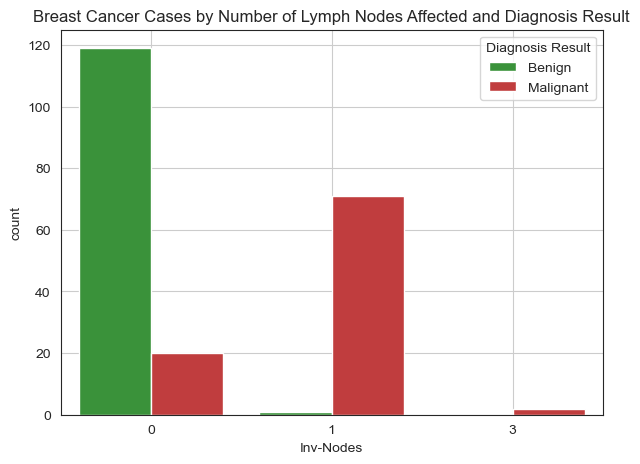 Breast Cancer Cases by Number of Lymph Nodes Affected and Diagnosis Result
Diagnosis Result
Benign
Malignant
120
100
80
60
40
20
0
count
0 1 3
Inv-Nodes